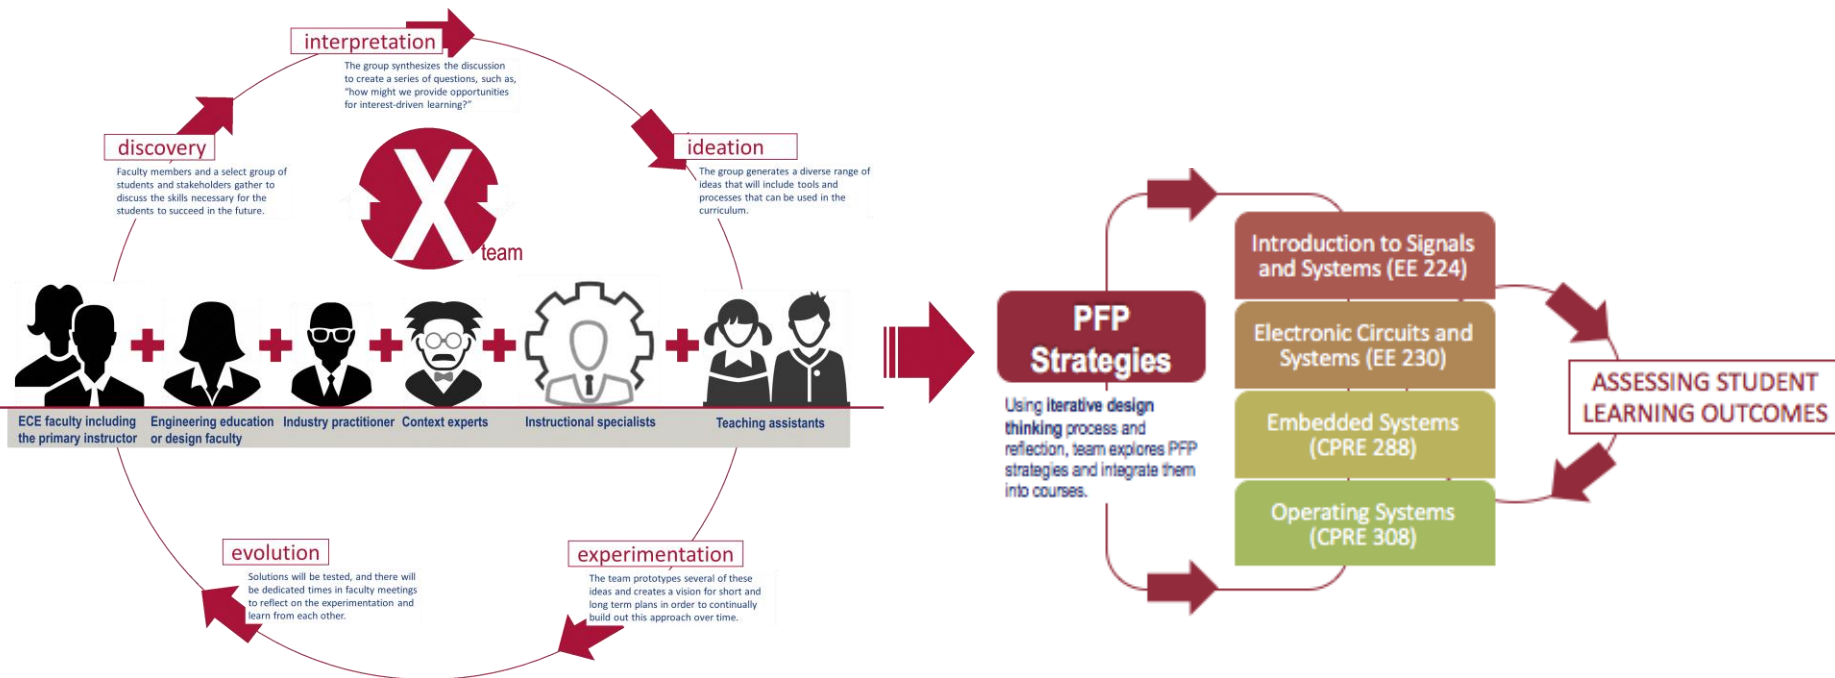 interpretation
The group synthesizes the discussion
to create a series of questions, such as,
"how might we provide opportunities
for interest-driven learning?"
discovery
Faculty members and a select group of
students and stakeholders gather to
discuss the skills necessary for the
students to succeed in the future.
ideation
The group generates a diverse range of
ideas that will include tools and
processes that can be used in the
curriculum.
X
team
ECE faculty including
the primary instructor
Engineering education
or design faculty
Industry practitioner
Context experts
Instructional specialists
Teaching assistants
evolution
Solutions will be tested, and there will
be dedicated times in faculty meetings
to reflect on the experimentation and
learn from each other.
experimentation
The team prototypes several of these
ideas and creates a vision for short and
long term plans in order to continually
build out this approach over time.
PFP
Strategies
Using iterative design
thinking process and
reflection, team explores PFP
strategies and integrate them
into courses.
Introduction to Signals
and Systems (EE 224)
Electronic Circuits and
Systems (EE 230)
Embedded Systems
(CPRE 288)
Operating Systems
(CPRE 308)
ASSESSING STUDENT
LEARNING OUTCOMES